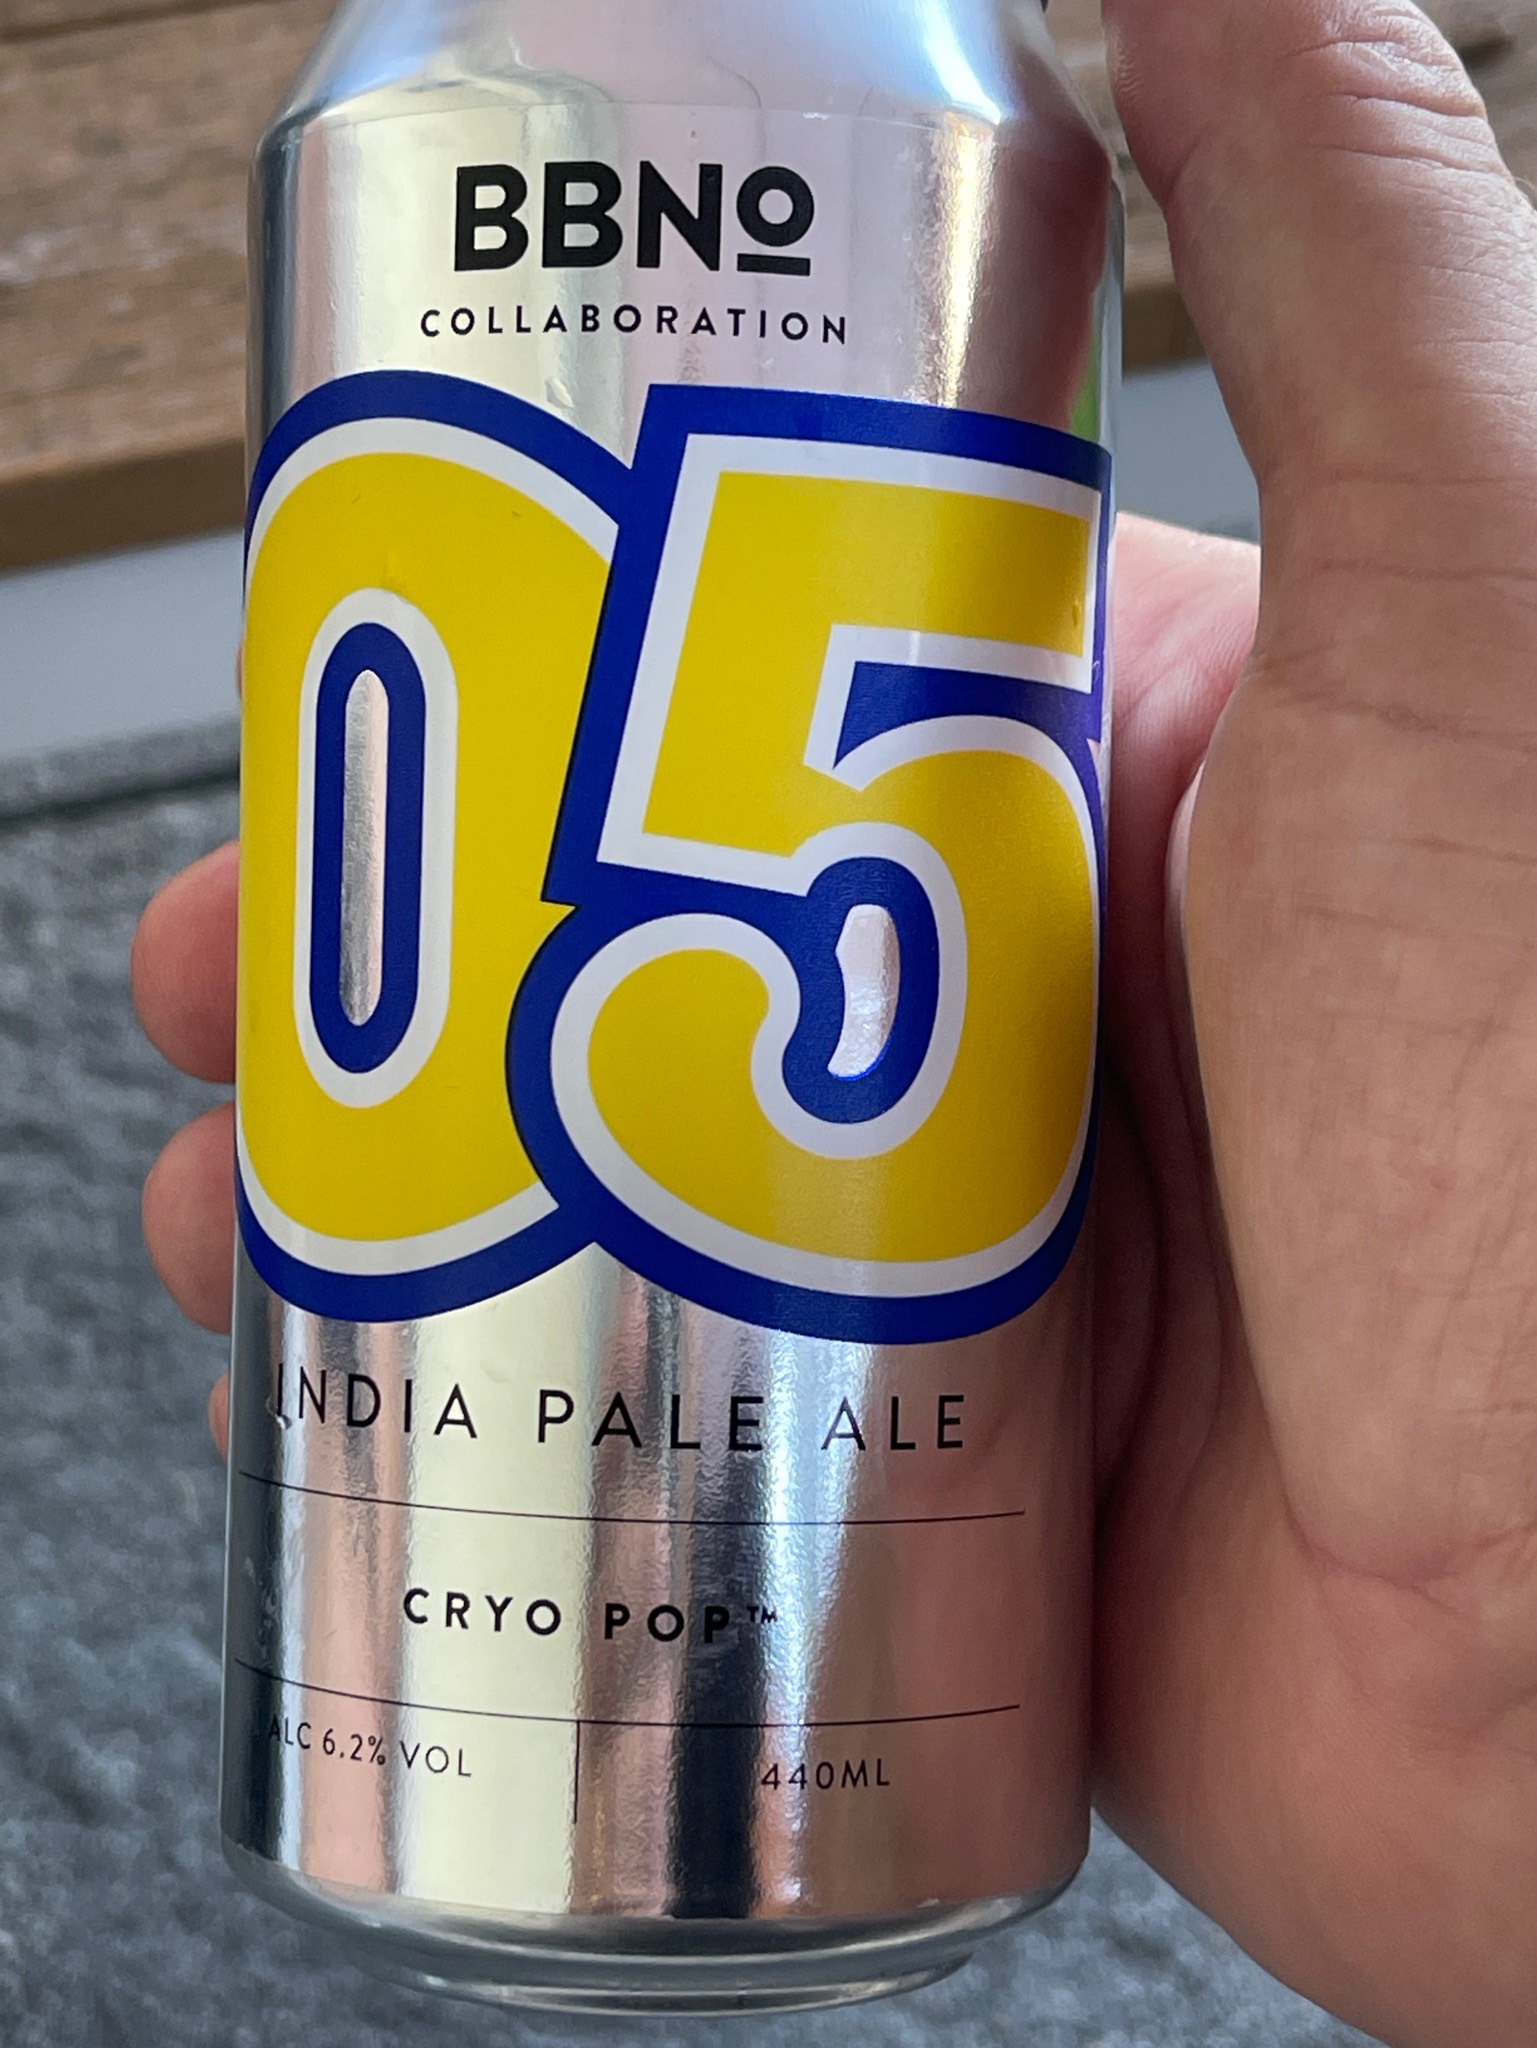 BBNo
COLLABORATION
05
INDIA PALE ALE
CRYO POP™
ALC 6.2% VOL
440ML